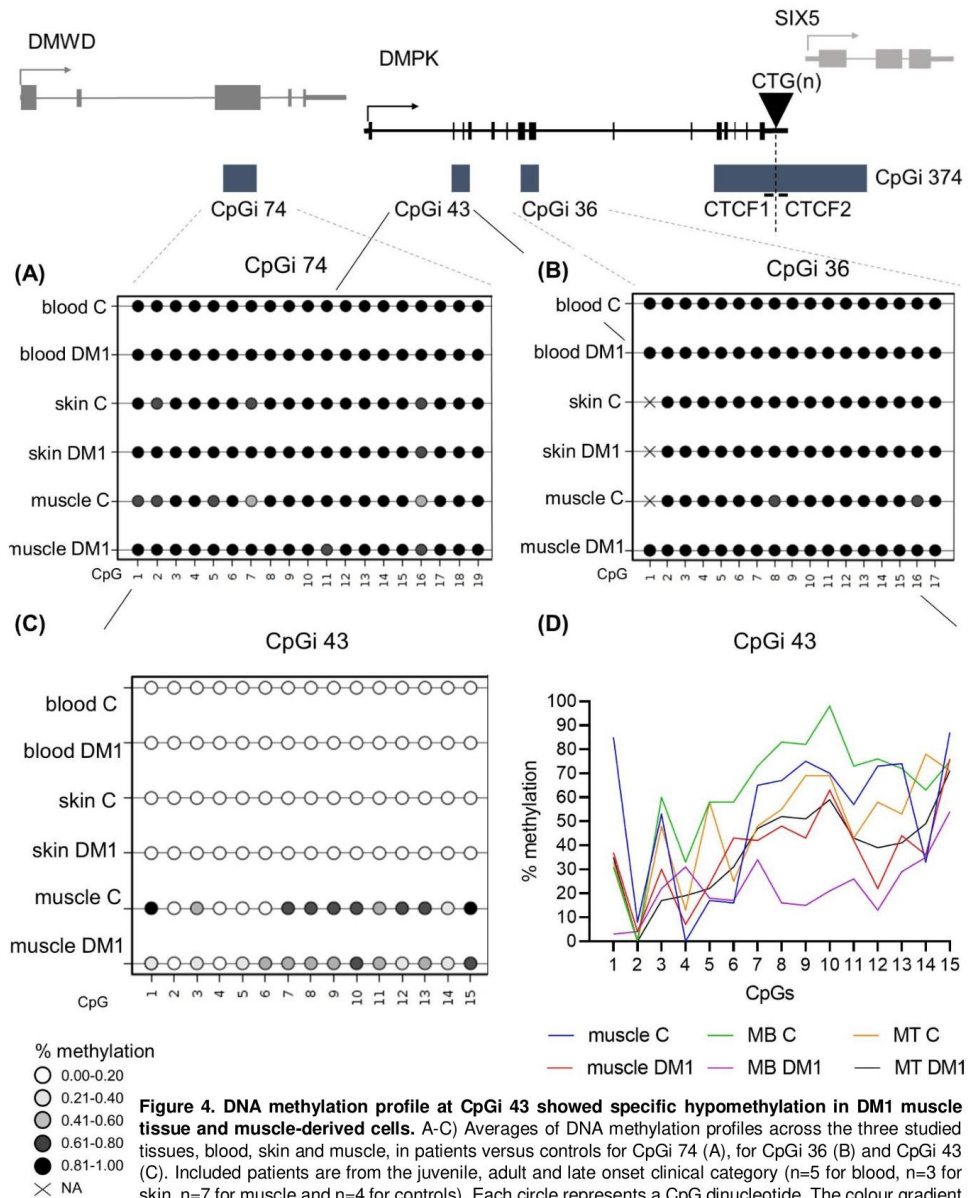 SIX5
DMWD
DMPK
CTG(n)
CpGi 374
CpGi 74
CpGi 43
CpGi 36
CTCF1
CTCF2
(A)
CpGi 74
blood C
blood DM1
skin C
skin DM1
muscle C
muscle DM1
CpG
1 2 3 4 5 6 7 8 9 10 11 12 13 14 15 16 17 18 19
(B)
CpGi 36
blood C
blood DM1
skin C
skin DM1
muscle C
muscle DM1
CpG
1 2 3 4 5 6 7 8 9 10 11 12 13 14 15 16 17
(C)
CpGi 43
blood C
blood DM1
skin C
skin DM1
muscle C
muscle DM1
CpG
1 2 3 4 5 6 7 8 9 10 11 12 13 14 15
% methylation
0.00-0.20
0.21-0.40
0.41-0.60
0.61-0.80
0.81-1.00
NA
(D)
CpGi 43
% methylation
100
90
80
70
60
50
40
30
20
10
0
1 2 3 4 5 6 7 8 9 10 11 12 13 14 15
CpGs
muscle C MB C MT C
muscle DM1 MB DM1 MT DM1
Figure 4. DNA methylation profile at CpGi 43 showed specific hypomethylation in DM1 muscle
tissue and muscle-derived cells. A-C) Averages of DNA methylation profiles across the three studied
tissues, blood, skin and muscle, in patients versus controls for CpGi 74 (A), for CpGi 36 (B) and CpGi 43
(C). Included patients are from the juvenile, adult and late onset clinical category (n=5 for blood, n=3 for
skin, n=7 for muscle and n=4 for controls). Each circle represents a CpG dinucleotide. The colour gradient